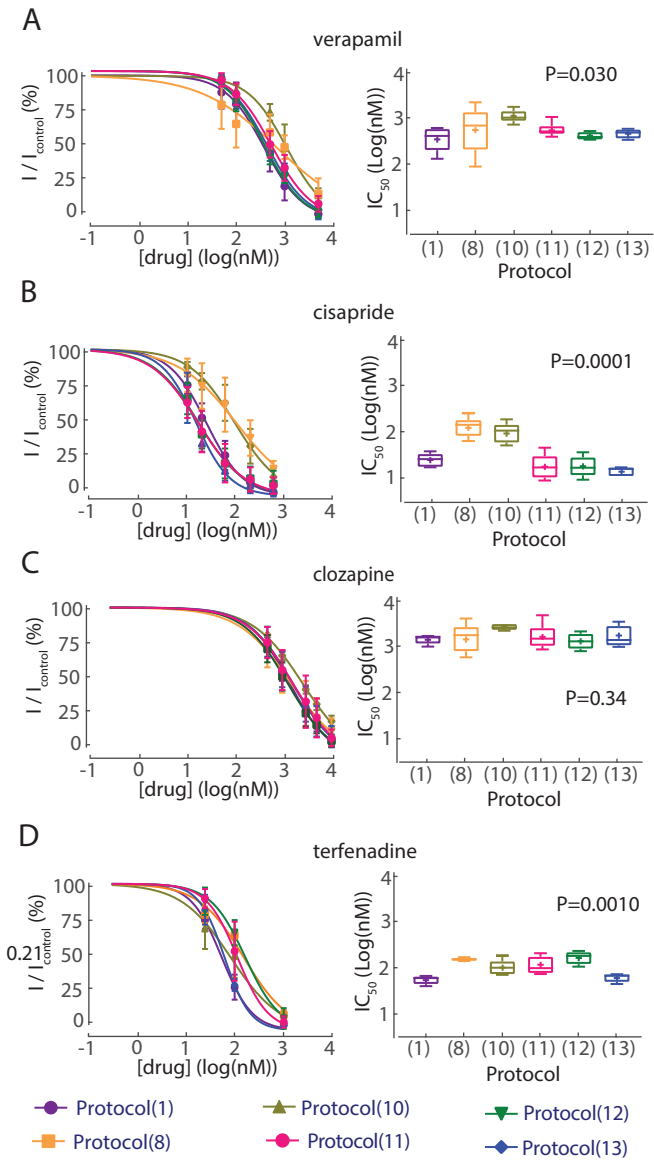 A
verapamil
I / Icontrol (%)
100
75
50
25
0
-1 0 1 2 3 4
[drug] (log(nM))
P=0.030
IC50 (Log(nM))
4
3
2
1
(1) (8) (10) (11) (12) (13)
Protocol
B
cisapride
I / Icontrol (%)
100
75
50
25
0
-1 0 1 2 3 4
[drug] (log(nM))
P=0.0001
IC50 (Log(nM))
4
3
2
1
(1) (8) (10) (11) (12) (13)
Protocol
C
clozapine
I / Icontrol (%)
100
75
50
25
0
-1 0 1 2 3 4
[drug] (log(nM))
P=0.34
IC50 (Log(nM))
4
3
2
1
(1) (8) (10) (11) (12) (13)
Protocol
D
terfenadine
0.21
I / Icontrol (%)
100
75
50
25
0
-1 0 1 2 3 4
[drug] (log(nM))
P=0.0010
IC50 (Log(nM))
4
3
2
1
(1) (8) (10) (11) (12) (13)
Protocol
Protocol(1) Protocol(10) Protocol(12)
Protocol(8) Protocol(11) Protocol(13)